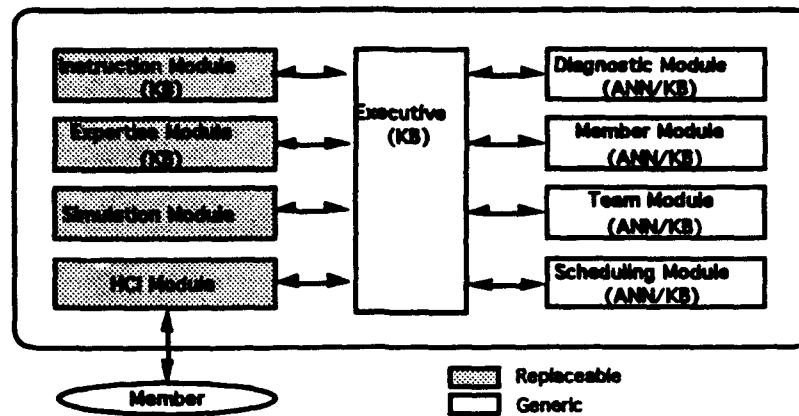 Instruction Module
(KB)
Expertise Module
(KB)
Simulation Module
HCI Module
Executive
(KB)
Diagnostic Module
(ANN/KB)
Member Module
(ANN/KB)
Team Module
(ANN/KB)
Scheduling Module
(ANN/KB)
Member
Replaceable
Generic